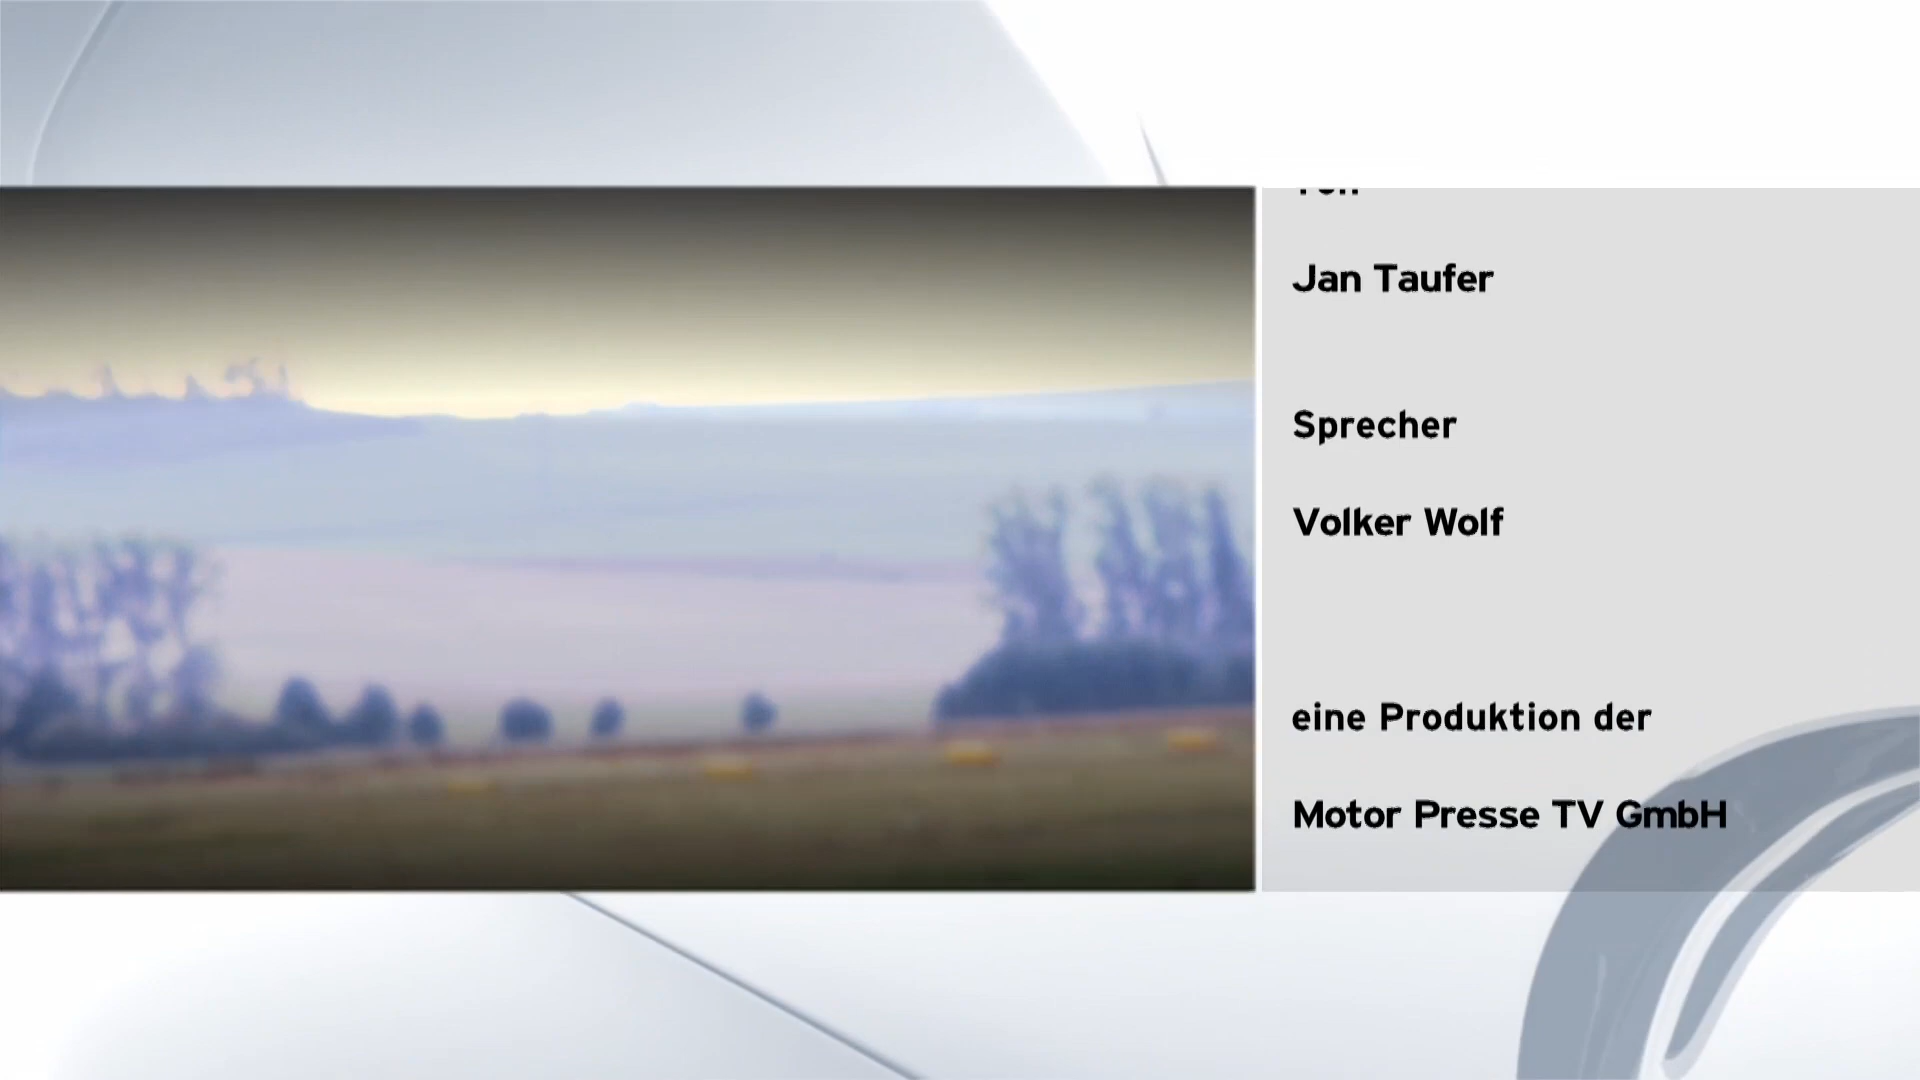 Jan Taufer
Sprecher
Volker Wolf
eine Produktion der
Motor Presse TV GmbH